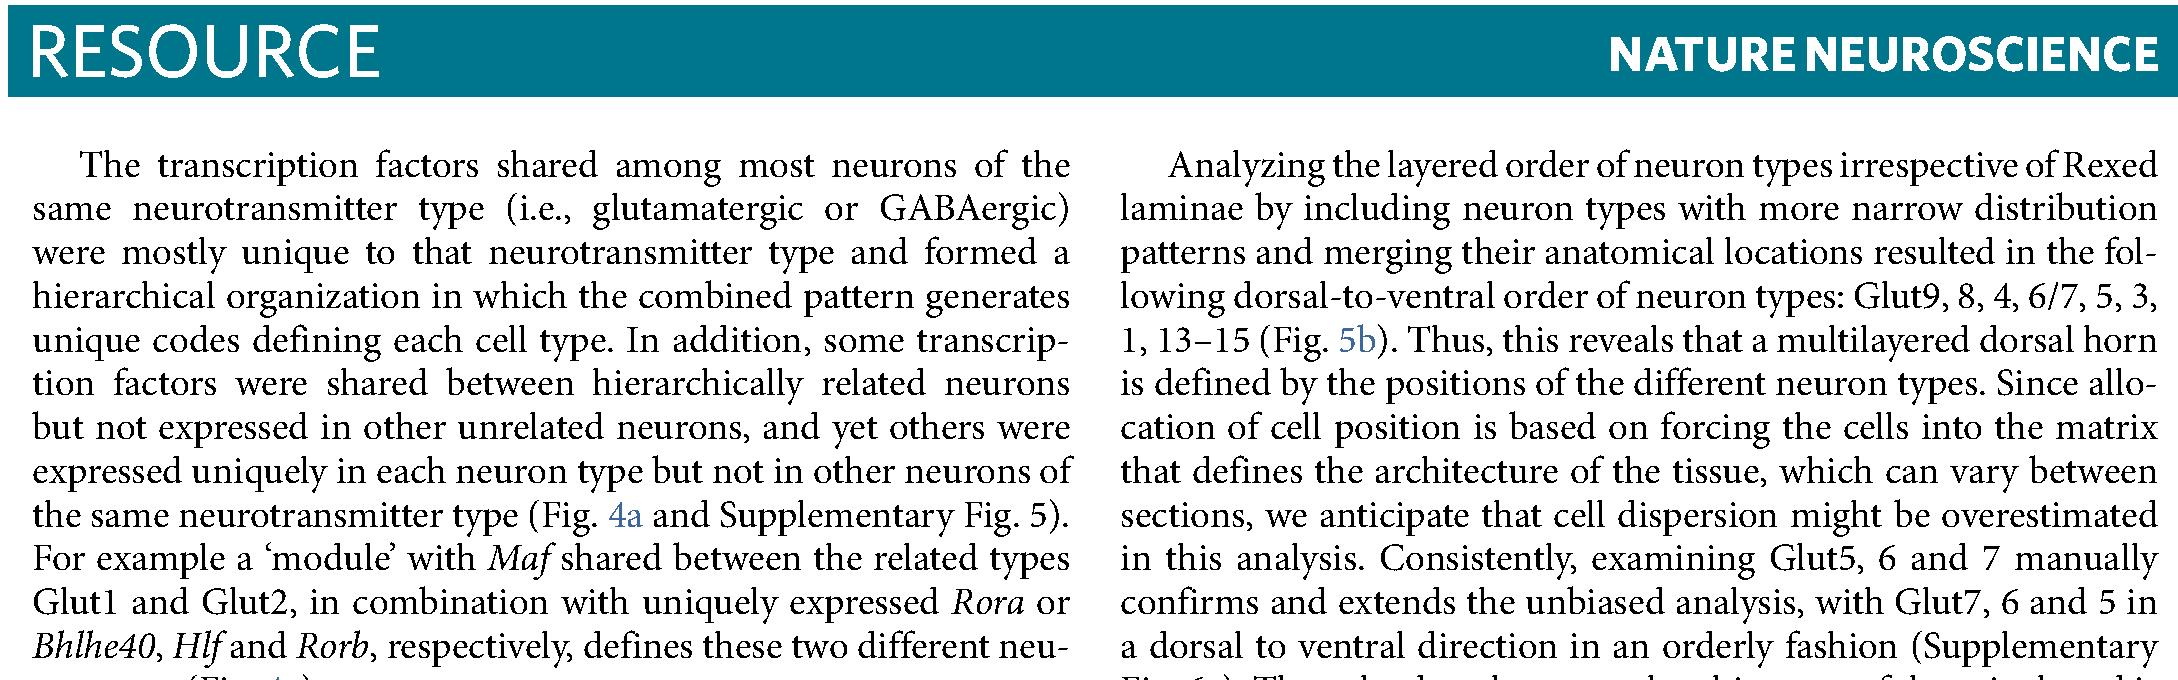 RESOURCE
NATURE NEUROSCIENCE
The transcription factors shared among most neurons of the
same neurotransmitter type (i.e., glutamatergic or GABAergic)
were mostly unique to that neurotransmitter type and formed a
hierarchical organization in which the combined pattern generates
unique codes defining each cell type. In addition, some transcrip-
tion factors were shared between hierarchically related neurons
but not expressed in other unrelated neurons, and yet others were
expressed uniquely in each neuron type but not in other neurons of
the same neurotransmitter type (Fig. 4a and Supplementary Fig. 5).
For example a ‘module’ with Maf shared between the related types
Glut1 and Glut2, in combination with uniquely expressed Rora or
Bhlhe40, Hlf and Rorb, respectively, defines these two different neu-
Analyzing the layered order of neuron types irrespective of Rexed
laminae by including neuron types with more narrow distribution
patterns and merging their anatomical locations resulted in the fol-
lowing dorsal-to-ventral order of neuron types: Glut9, 8, 4, 6/7, 5, 3,
1, 13–15 (Fig. 5b). Thus, this reveals that a multilayered dorsal horn
is defined by the positions of the different neuron types. Since allo-
cation of cell position is based on forcing the cells into the matrix
that defines the architecture of the tissue, which can vary between
sections, we anticipate that cell dispersion might be overestimated
in this analysis. Consistently, examining Glut5, 6 and 7 manually
confirms and extends the unbiased analysis, with Glut7, 6 and 5 in
a dorsal to ventral direction in an orderly fashion (Supplementary